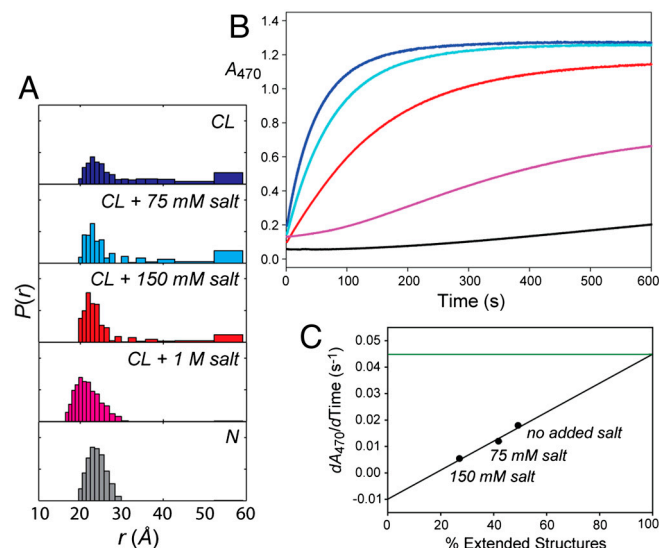 A
CL
CL + 75 mM salt
CL + 150 mM salt
CL + 1 M salt
N
P(r)
10 20 30 40 50 60
r (Å)
B
A470
1.4
1.2
1.0
0.8
0.6
0.4
0.2
0.0
0 100 200 300 400 500 600
Time (s)
C
dA470/dTime (s-1)
0.05
0.04
0.03
0.02
0.01
0.00
-0.01
no added salt
75 mM salt
150 mM salt
0 20 40 60 80 100
% Extended Structures